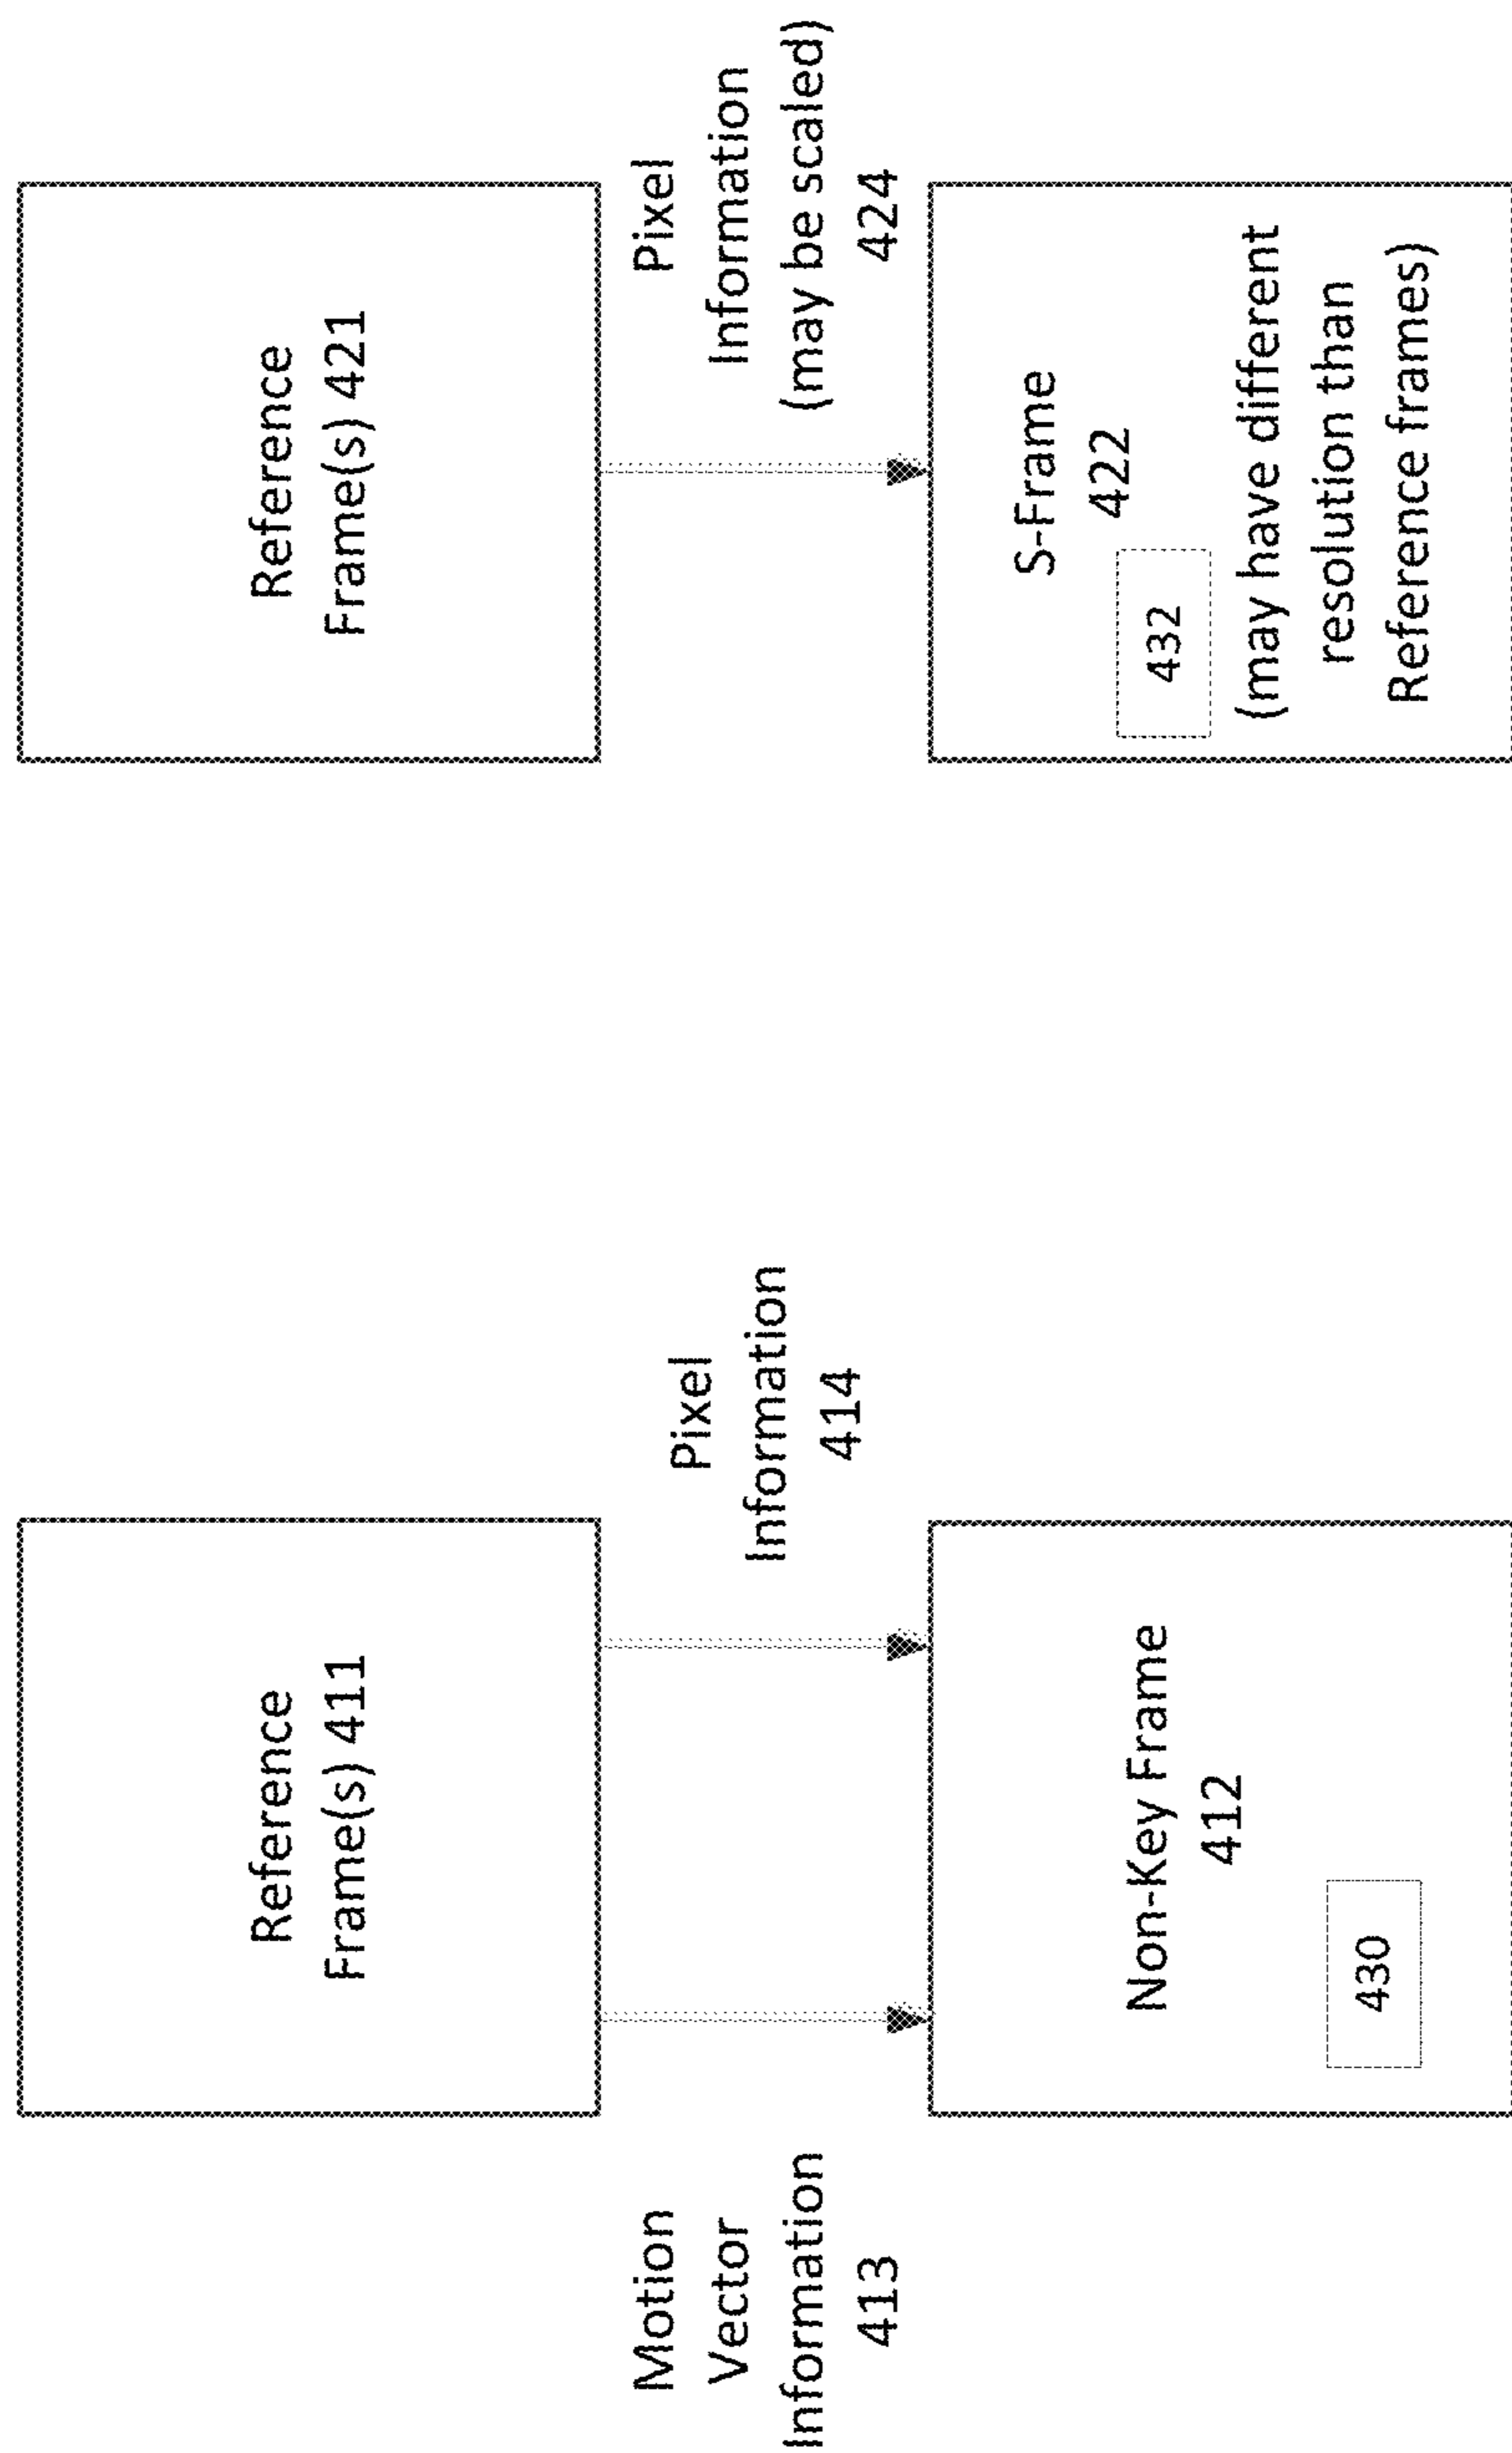 Reference
Frame(s) 411
Motion
Vector
Information
413
Pixel
Information
414
Non-Key Frame
412
430
Reference
Frame(s) 421
Pixel
Information
(may be scaled)
424
S-Frame
422
432
(may have different
resolution than
Reference frames)